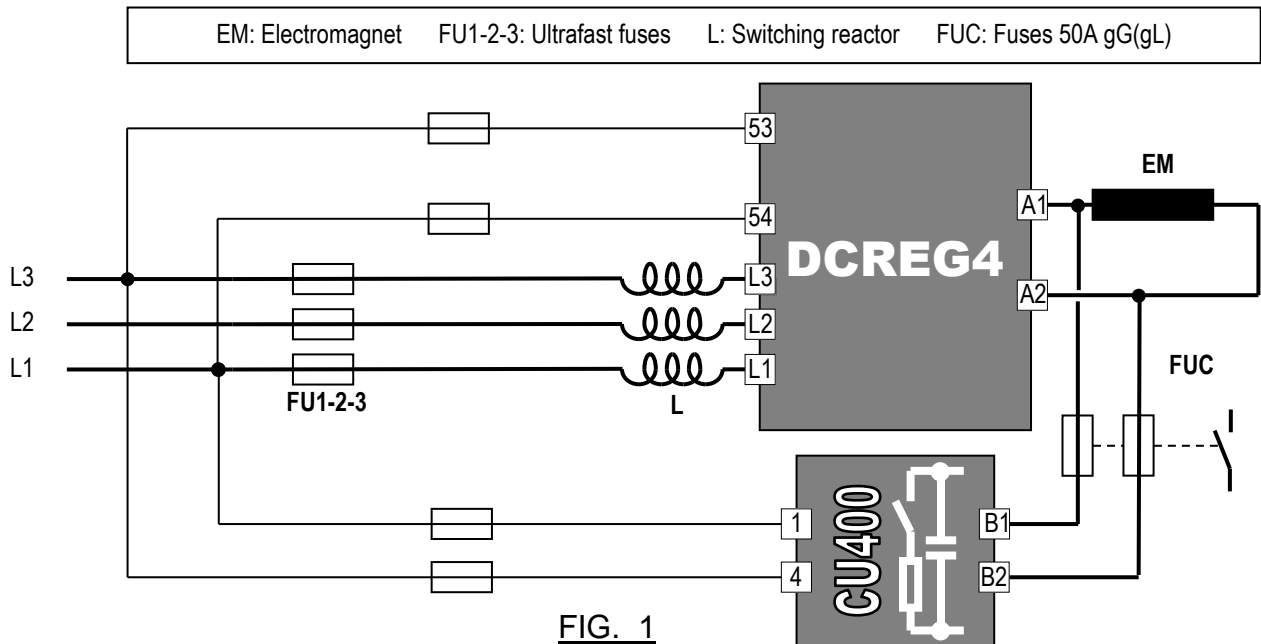 EM: Electromagnet FU1-2-3: Ultrafast fuses L: Switching reactor FUC: Fuses 50A gG(gL)
53
EM
54
A1
DCREG4
L3
L3
A2
L2
L2
L1
L1
FUC
FU1-2-3
L
CU400
1
B1
4
B2
FIG. 1